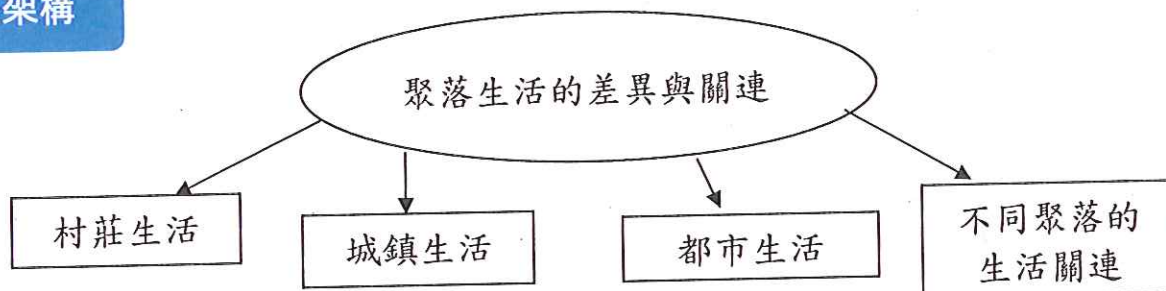 架構
聚落生活的差異與關連
村莊生活
城鎮生活
都市生活
不同聚落的
生活關連